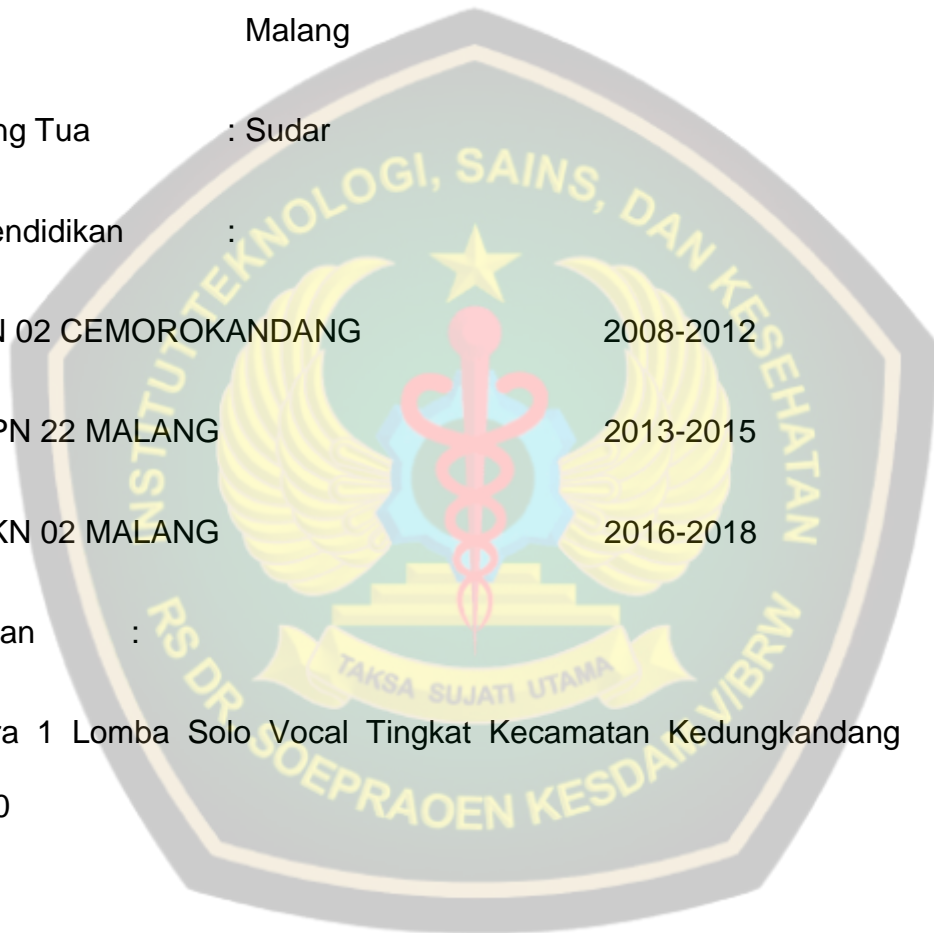 Malang
ng Tua : Sudar
endidikan :
N 02 CEMOROKANDANG 2008-2012
PN 22 MALANG 2013-2015
KN 02 MALANG 2016-2018
an :
a 1 Lomba Solo Vocal Tingkat Kecamatan Kedungkandang
0
INSTITUT TEKNOLOGI, SAINS, DAN KESEHATAN
TAKSA SUJATI UTAMA
RS DR. SOEPRAOEN KESDAM V/BRW